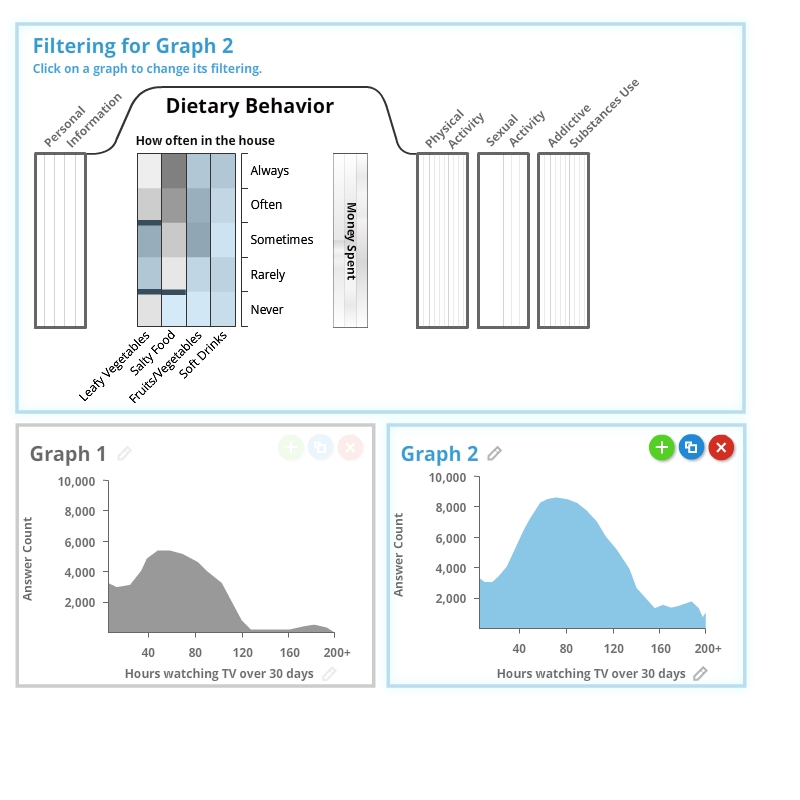 Filtering for Graph 2
Click on a graph to change its filtering.
Personal
Information
Dietary Behavior
Physical
Activity
Sexual
Activity
Addictive
Substances Use
How often in the house
Always
Often
Sometimes
Rarely
Never
Money Spent
Leafy Vegetables
Salty Food
Fruits/Vegetables
Soft Drinks
Graph 1
10,000
8,000
6,000
4,000
2,000
Answer Count
40 80 120 160 200+
Hours watching TV over 30 days
Graph 2
10,000
8,000
6,000
4,000
2,000
Answer Count
40 80 120 160 200+
Hours watching TV over 30 days